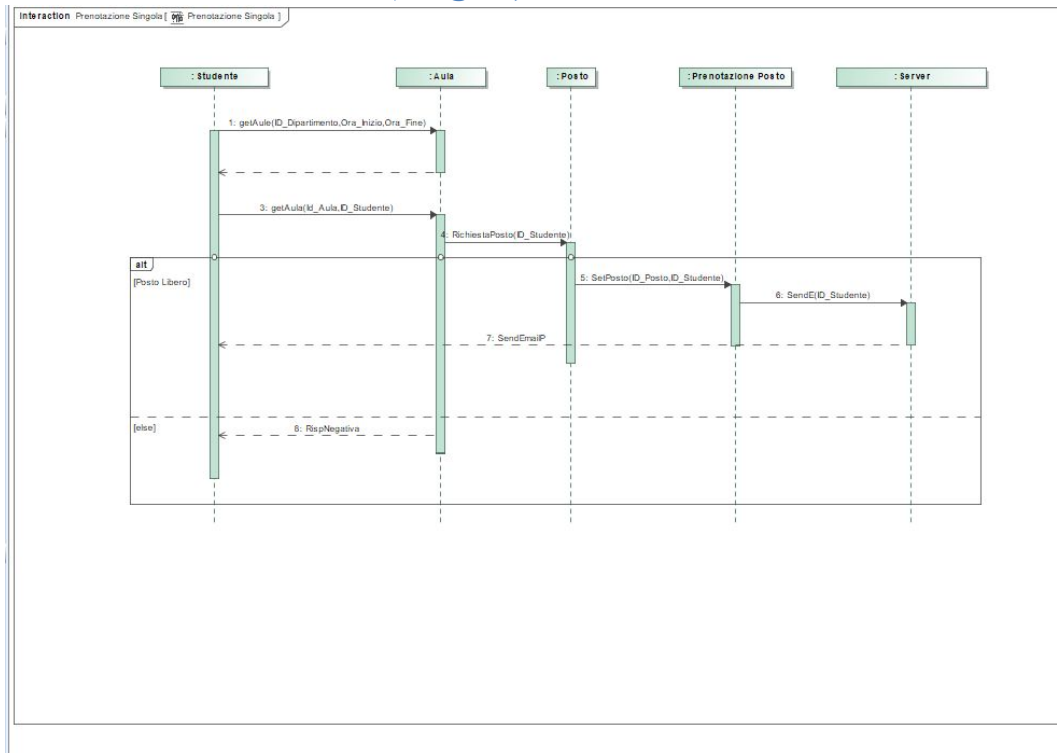 Interaction Prenotazione Singola [ Prenotazione Singola ]
: Studente
: Aula
: Posto
: Prenotazione Posto
: Server
1: getAule(ID_Dipartimento,Ora_Inizio,Ora_Fine)
3: getAula(Id_Aula,ID_Studente)
4: RichiestaPosto(ID_Studente)
alt
[Posto Libero]
5: SetPosto(ID_Posto,ID_Studente)
6: SendE(ID_Studente)
7: SendEmailP
[else]
8: RispNegativa